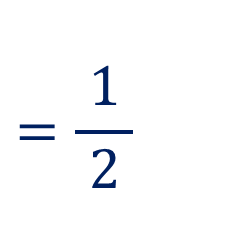 = 1/2